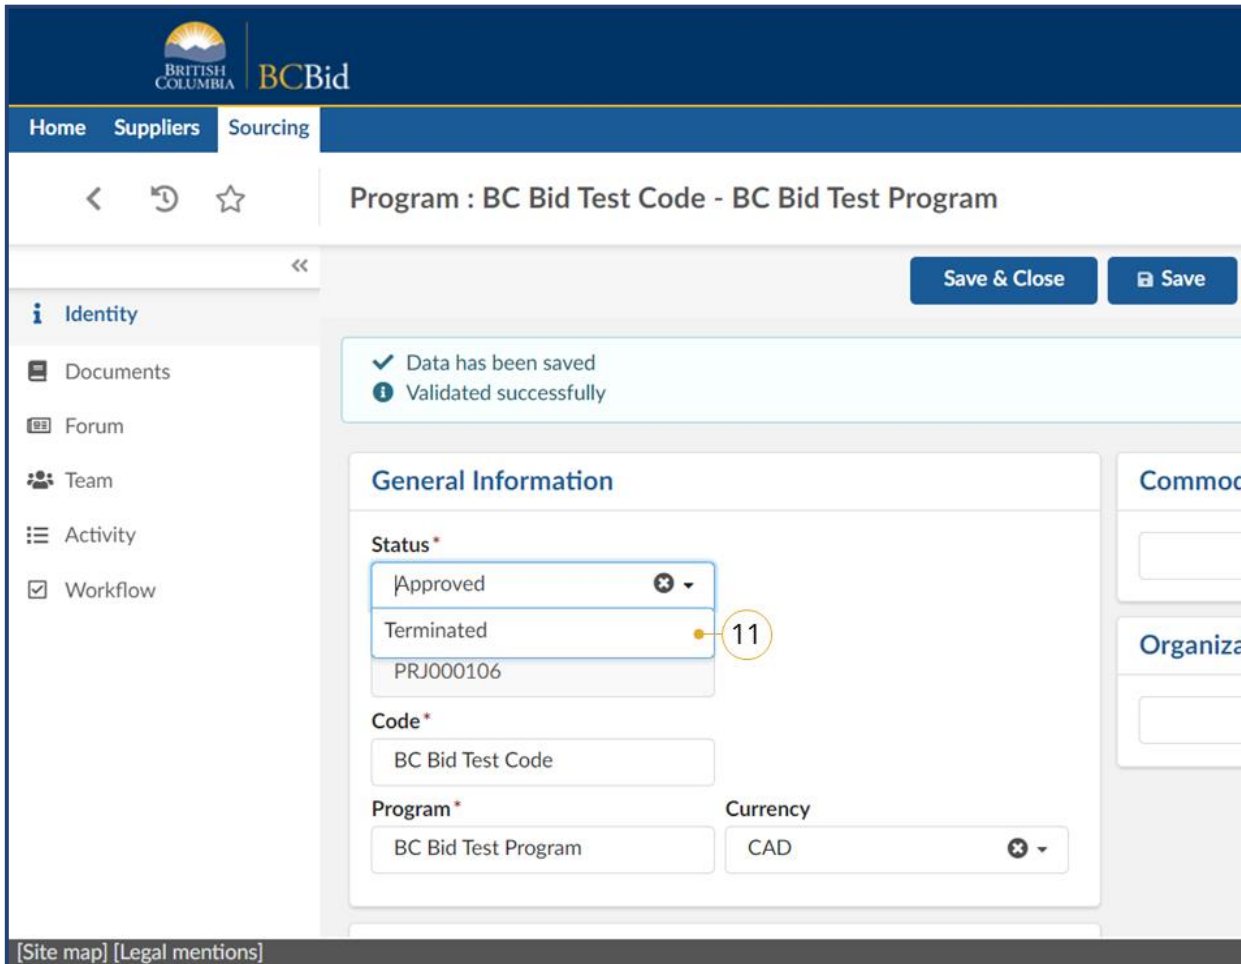 BRITISH
COLUMBIA
BCBid
Home Suppliers Sourcing
Program : BC Bid Test Code - BC Bid Test Program
Save & Close Save
Identity
Documents
Forum
Team
Activity
Workflow
Data has been saved
Validated successfully
General Information
Status*
Approved
Terminated
11
PRJ000106
Code*
BC Bid Test Code
Program* Currency
BC Bid Test Program CAD
Commod
Organiza
[Site map] [Legal mentions]